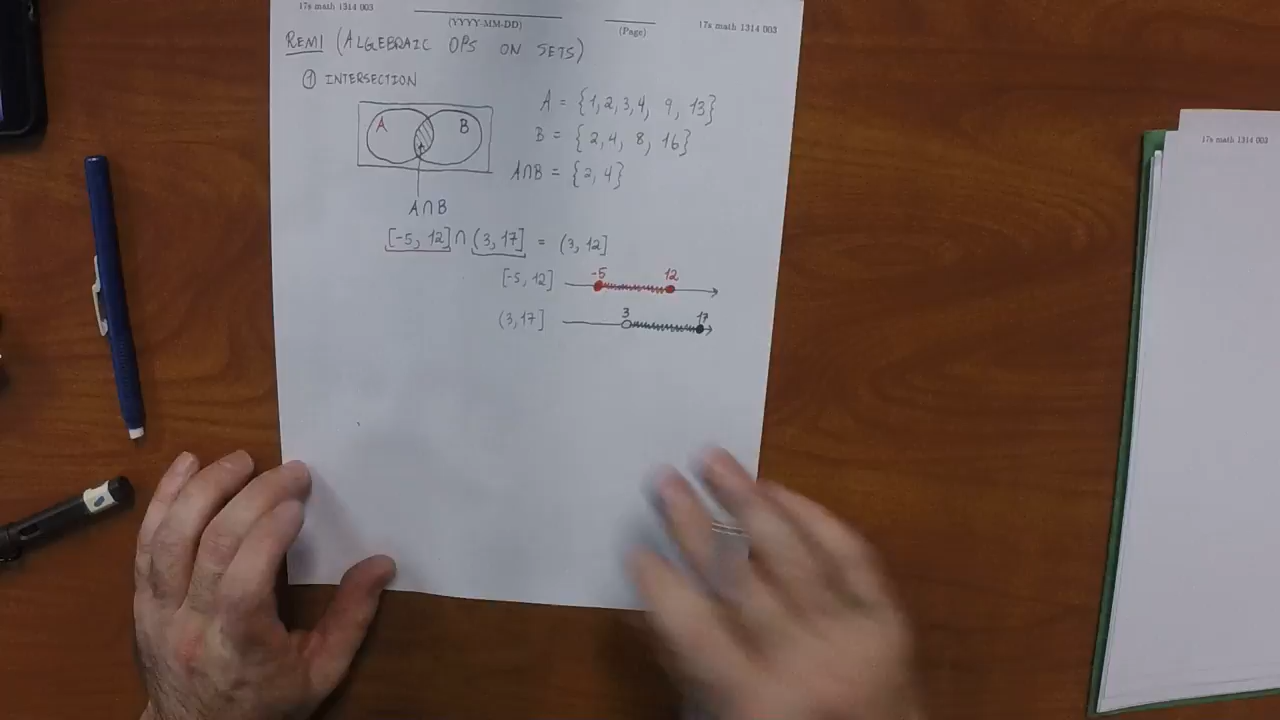 17s math 1314 003
(YYYY-MM-DD)
(Page)
17s math 1314 003
REM1 (ALGEBRAIC OPS ON SETS)
① INTERSECTION
A B
A∩B
A = {1, 2, 3, 4, 9, 13}
B = {2, 4, 8, 16}
A∩B = {2, 4}
[-5, 12] ∩ (3, 17] = (3, 12]
[-5, 12] -5 12
(3, 17] 3 17
17s math 1314 003